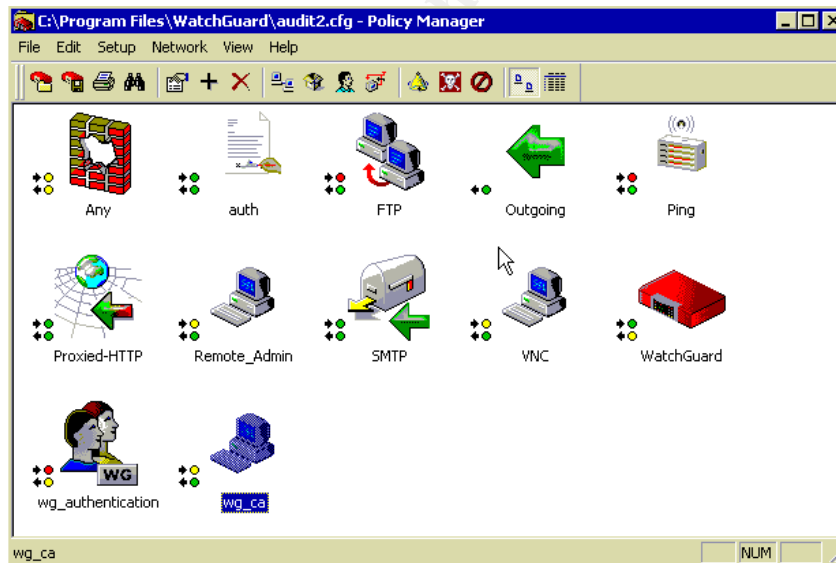 C:\Program Files\WatchGuard\audit2.cfg - Policy Manager
File Edit Setup Network View Help
Any auth FTP Outgoing Ping
Proxied-HTTP Remote_Admin SMTP VNC WatchGuard
WG
wg_authentication wg_ca
wg_ca NUM